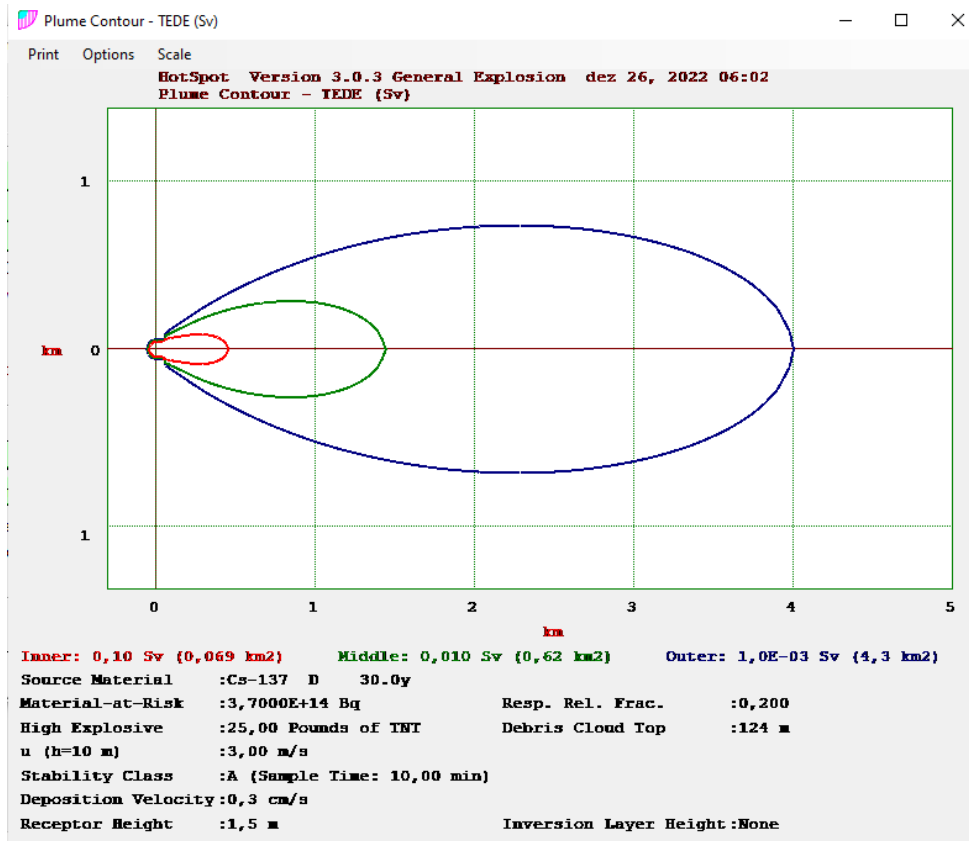 Plume Contour - TEDE (Sv)
Print Options Scale
HotSpot Version 3.0.3 General Explosion dez 26, 2022 06:02
Plume Contour - TEDE (Sv)
1
km 0
1
0 1 2 3 4 5
km
Inner: 0,10 Sv (0,069 km2) Middle: 0,010 Sv (0,62 km2) Outer: 1,0E-03 Sv (4,3 km2)
Source Material :Cs-137 D 30.0y
Material-at-Risk :3,7000E+14 Bq Resp. Rel. Frac. :0,200
High Explosive :25,00 Pounds of TNT Debris Cloud Top :124 m
u (h=10 m) :3,00 m/s
Stability Class :A (Sample Time: 10,00 min)
Deposition Velocity:0,3 cm/s
Receptor Height :1,5 m Inversion Layer Height:None